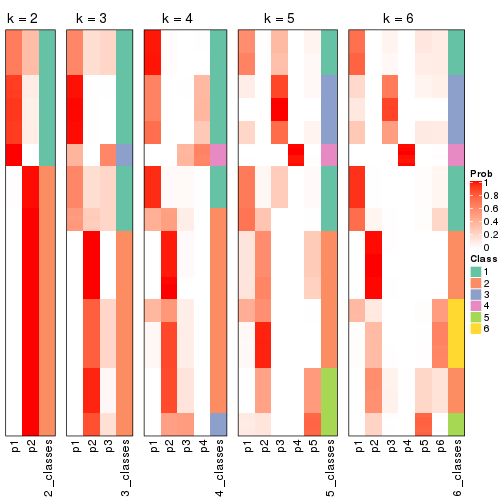 k = 2
k = 3
k = 4
k = 5
k = 6
p1
p2
2_classes
p1
p2
p3
3_classes
p1
p2
p3
p4
4_classes
p1
p2
p3
p4
p5
5_classes
p1
p2
p3
p4
p5
p6
6_classes
Prob
1
0.8
0.6
0.4
0.2
0
Class
1
2
3
4
5
6